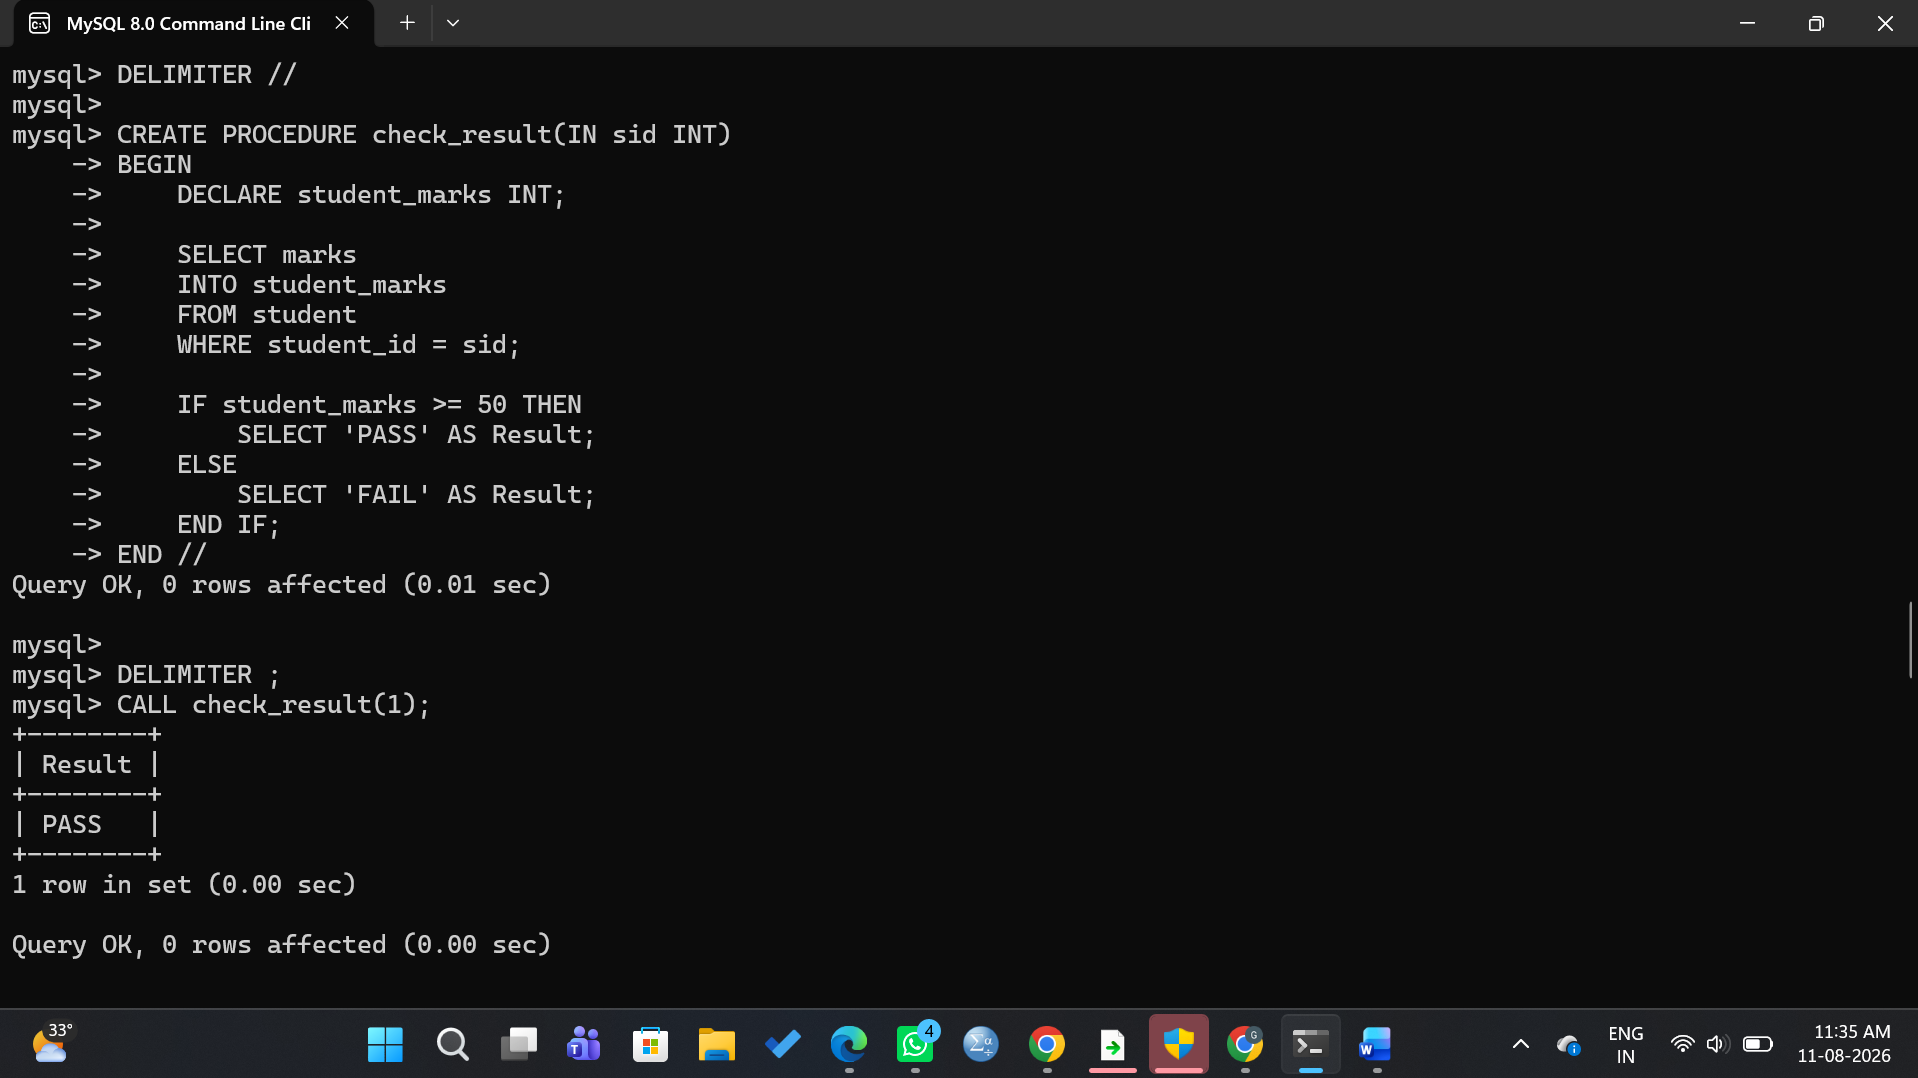 MySQL 8.0 Command Line Cli
mysql> DELIMITER //
mysql>
mysql> CREATE PROCEDURE check_result(IN sid INT)
    -> BEGIN
    ->     DECLARE student_marks INT;
    ->
    ->     SELECT marks
    ->     INTO student_marks
    ->     FROM student
    ->     WHERE student_id = sid;
    ->
    ->     IF student_marks >= 50 THEN
    ->         SELECT 'PASS' AS Result;
    ->     ELSE
    ->         SELECT 'FAIL' AS Result;
    ->     END IF;
    -> END //
Query OK, 0 rows affected (0.01 sec)
mysql>
mysql> DELIMITER ;
mysql> CALL check_result(1);
+--------+
| Result |
+--------+
| PASS   |
+--------+
1 row in set (0.00 sec)
Query OK, 0 rows affected (0.00 sec)
33°
4
ENG
IN
11:35 AM
11-08-2026